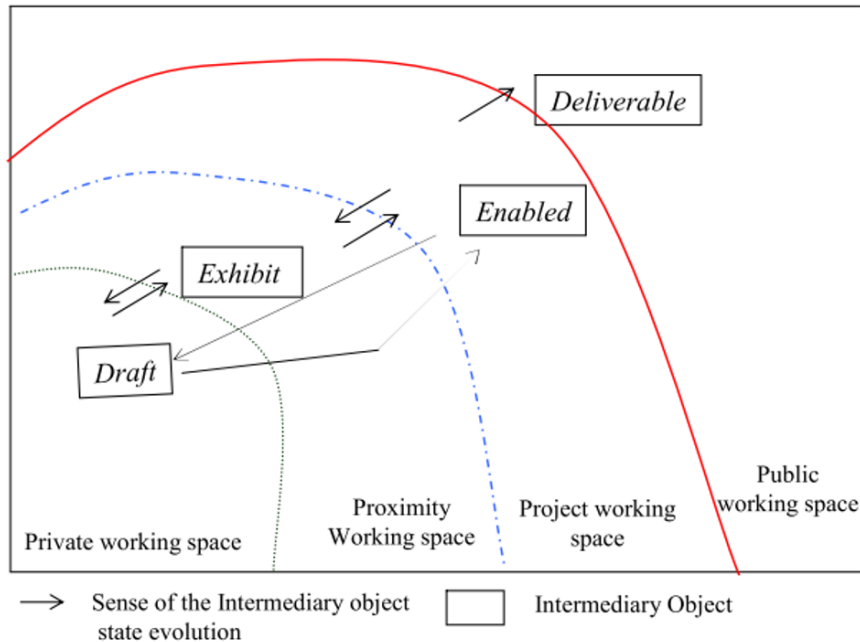 Deliverable
Enabled
Exhibit
Draft
Public
working space
Proximity
Working space
Project working
space
Private working space
Sense of the Intermediary object
state evolution
Intermediary Object